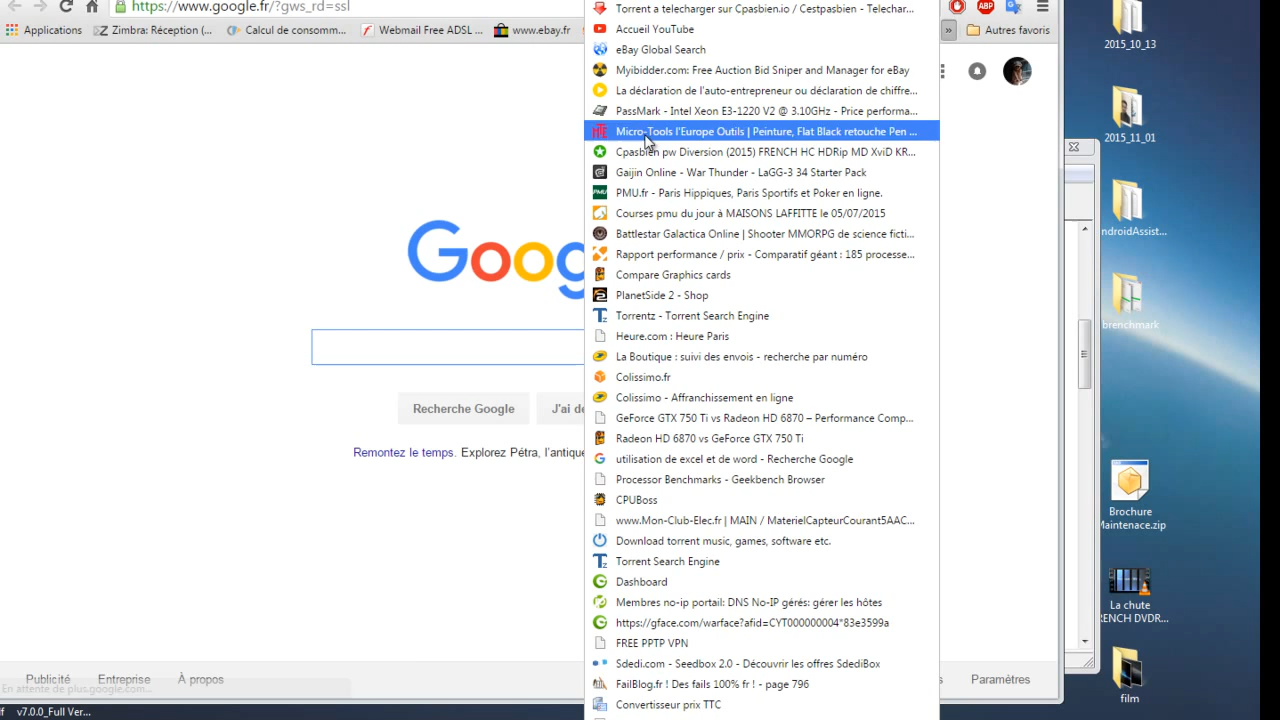 https://www.google.fr/?gws_rd=ssl
Applications
Zimbra: Réception (...
Calcul de consomm...
Webmail Free ADSL ...
www.ebay.fr
»
Autres favoris
ABP
Torrent a telecharger sur Cpasbien.io / Cestpasbien - Telechar...
Accueil YouTube
eBay Global Search
Myibidder.com: Free Auction Bid Sniper and Manager for eBay
La déclaration de l'auto-entrepreneur ou déclaration de chiffre...
PassMark - Intel Xeon E3-1220 V2 @ 3.10GHz - Price performa...
Micro-Tools l'Europe Outils | Peinture, Flat Black retouche Pen ...
Cpasbien pw Diversion (2015) FRENCH HC HDRip MD XviD KR...
Gaijin Online - War Thunder - LaGG-3 34 Starter Pack
PMU.fr - Paris Hippiques, Paris Sportifs et Poker en ligne.
Courses pmu du jour à MAISONS LAFFITTE le 05/07/2015
Battlestar Galactica Online | Shooter MMORPG de science ficti...
Rapport performance / prix - Comparatif géant : 185 processe...
Compare Graphics cards
PlanetSide 2 - Shop
Torrentz - Torrent Search Engine
Heure.com : Heure Paris
La Boutique : suivi des envois - recherche par numéro
Colissimo.fr
Colissimo - Affranchissement en ligne
GeForce GTX 750 Ti vs Radeon HD 6870 – Performance Comp...
Radeon HD 6870 vs GeForce GTX 750 Ti
utilisation de excel et de word - Recherche Google
Processor Benchmarks - Geekbench Browser
CPUBoss
www.Mon-Club-Elec.fr | MAIN / MaterielCapteurCourant5AAC...
Download torrent music, games, software etc.
Torrent Search Engine
Dashboard
Membres no-ip portail: DNS No-IP gérés: gérer les hôtes
https://gface.com/warface?afid=CYT000000004*83e3599a
FREE PPTP VPN
Sdedi.com - Seedbox 2.0 - Découvrir les offres SdediBox
FailBlog.fr ! Des fails 100% fr ! - page 796
Convertisseur prix TTC
Goog
Recherche Google
J'ai de
Remontez le temps. Explorez Pétra, l'antique
Publicité
Entreprise
À propos
Paramètres
En attente de plus.google.com...
v7.0.0_Full Ver...
2015_10_13
2015_11_01
ndroidAssist...
brenchmark
Brochure
Maintenace.zip
La chute
RENCH DVDR...
film